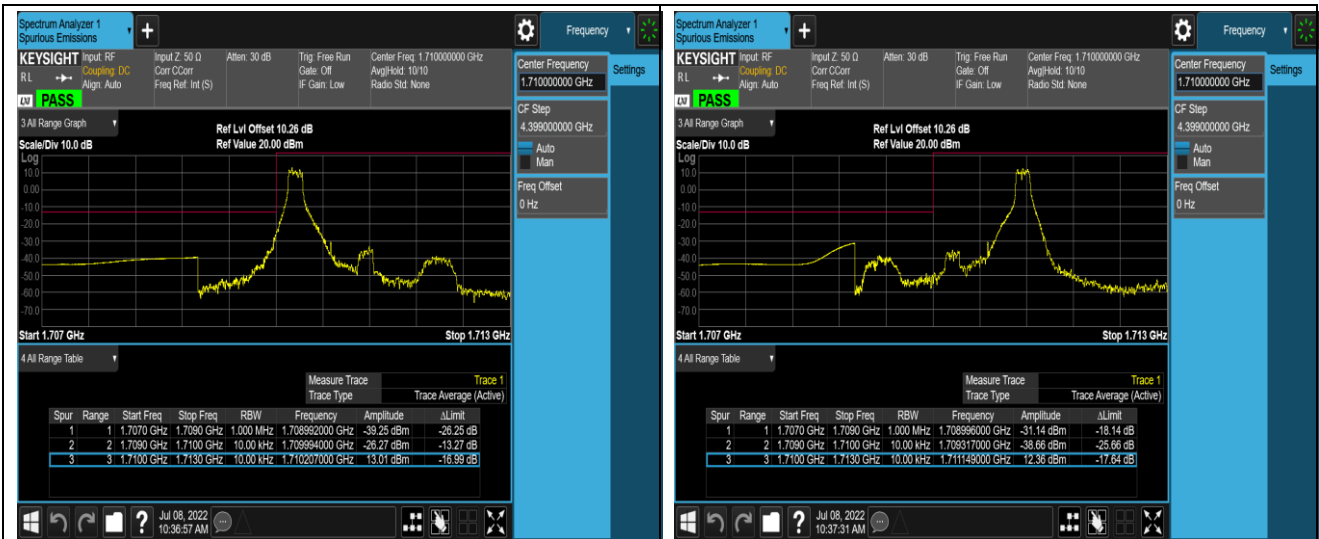 Spectrum Analyzer 1
Spurious Emissions
Frequency
KEYSIGHT Input: RF
Coupling: DC
Align: Auto
Input Z: 50 Ω
Corr CCorr
Freq Ref: Int (S)
Atten: 30 dB
Trig: Free Run
Gate: Off
IF Gain: Low
Center Freq: 1.710000000 GHz
Avg|Hold: 10/10
Radio Std: None
R L
LXI PASS
Center Frequency
1.710000000 GHz
Settings
CF Step
4.399000000 GHz
Auto
Man
Freq Offset
0 Hz
3 All Range Graph
Ref Lvl Offset 10.26 dB
Scale/Div 10.0 dB
Ref Value 20.00 dBm
Log
10.0
0.00
-10.0
-20.0
-30.0
-40.0
-50.0
-60.0
-70.0
Start 1.707 GHz
Stop 1.713 GHz
4 All Range Table
Measure Trace Trace 1
Trace Type Trace Average (Active)
Spur Range Start Freq Stop Freq RBW Frequency Amplitude ΔLimit
1 1 1.7070 GHz 1.7090 GHz 1.000 MHz 1.708992000 GHz -39.25 dBm -26.25 dB
2 2 1.7090 GHz 1.7100 GHz 10.00 kHz 1.709994000 GHz -26.27 dBm -13.27 dB
3 3 1.7100 GHz 1.7130 GHz 10.00 kHz 1.710207000 GHz 13.01 dBm -16.99 dB
Jul 08, 2022
10:36:57 AM
Spectrum Analyzer 1
Spurious Emissions
Frequency
KEYSIGHT Input: RF
Coupling: DC
Align: Auto
Input Z: 50 Ω
Corr CCorr
Freq Ref: Int (S)
Atten: 30 dB
Trig: Free Run
Gate: Off
IF Gain: Low
Center Freq: 1.710000000 GHz
Avg|Hold: 10/10
Radio Std: None
R L
LXI PASS
Center Frequency
1.710000000 GHz
Settings
CF Step
4.399000000 GHz
Auto
Man
Freq Offset
0 Hz
3 All Range Graph
Ref Lvl Offset 10.26 dB
Scale/Div 10.0 dB
Ref Value 20.00 dBm
Log
10.0
0.00
-10.0
-20.0
-30.0
-40.0
-50.0
-60.0
-70.0
Start 1.707 GHz
Stop 1.713 GHz
4 All Range Table
Measure Trace Trace 1
Trace Type Trace Average (Active)
Spur Range Start Freq Stop Freq RBW Frequency Amplitude ΔLimit
1 1 1.7070 GHz 1.7090 GHz 1.000 MHz 1.708996000 GHz -31.14 dBm -18.14 dB
2 2 1.7090 GHz 1.7100 GHz 10.00 kHz 1.709317000 GHz -38.66 dBm -25.66 dB
3 3 1.7100 GHz 1.7130 GHz 10.00 kHz 1.711149000 GHz 12.36 dBm -17.64 dB
Jul 08, 2022
10:37:31 AM